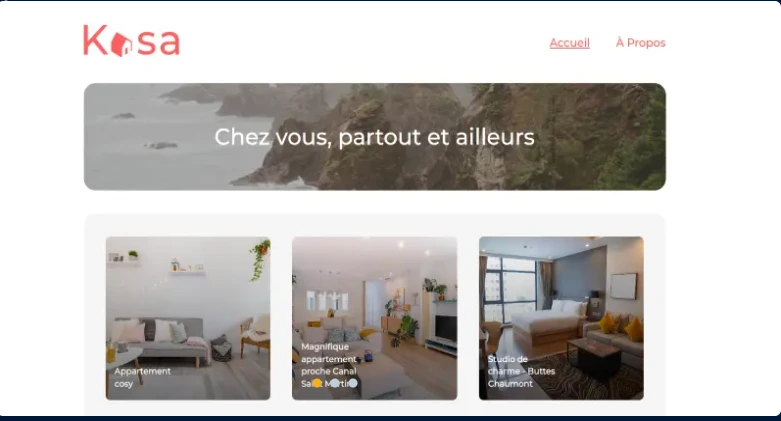 Kasa
Accueil
À Propos
Chez vous, partout et ailleurs
Appartement
cosy
Magnifique
appartement
proche Canal
Saint Martin
Studio de
charme - Buttes
Chaumont